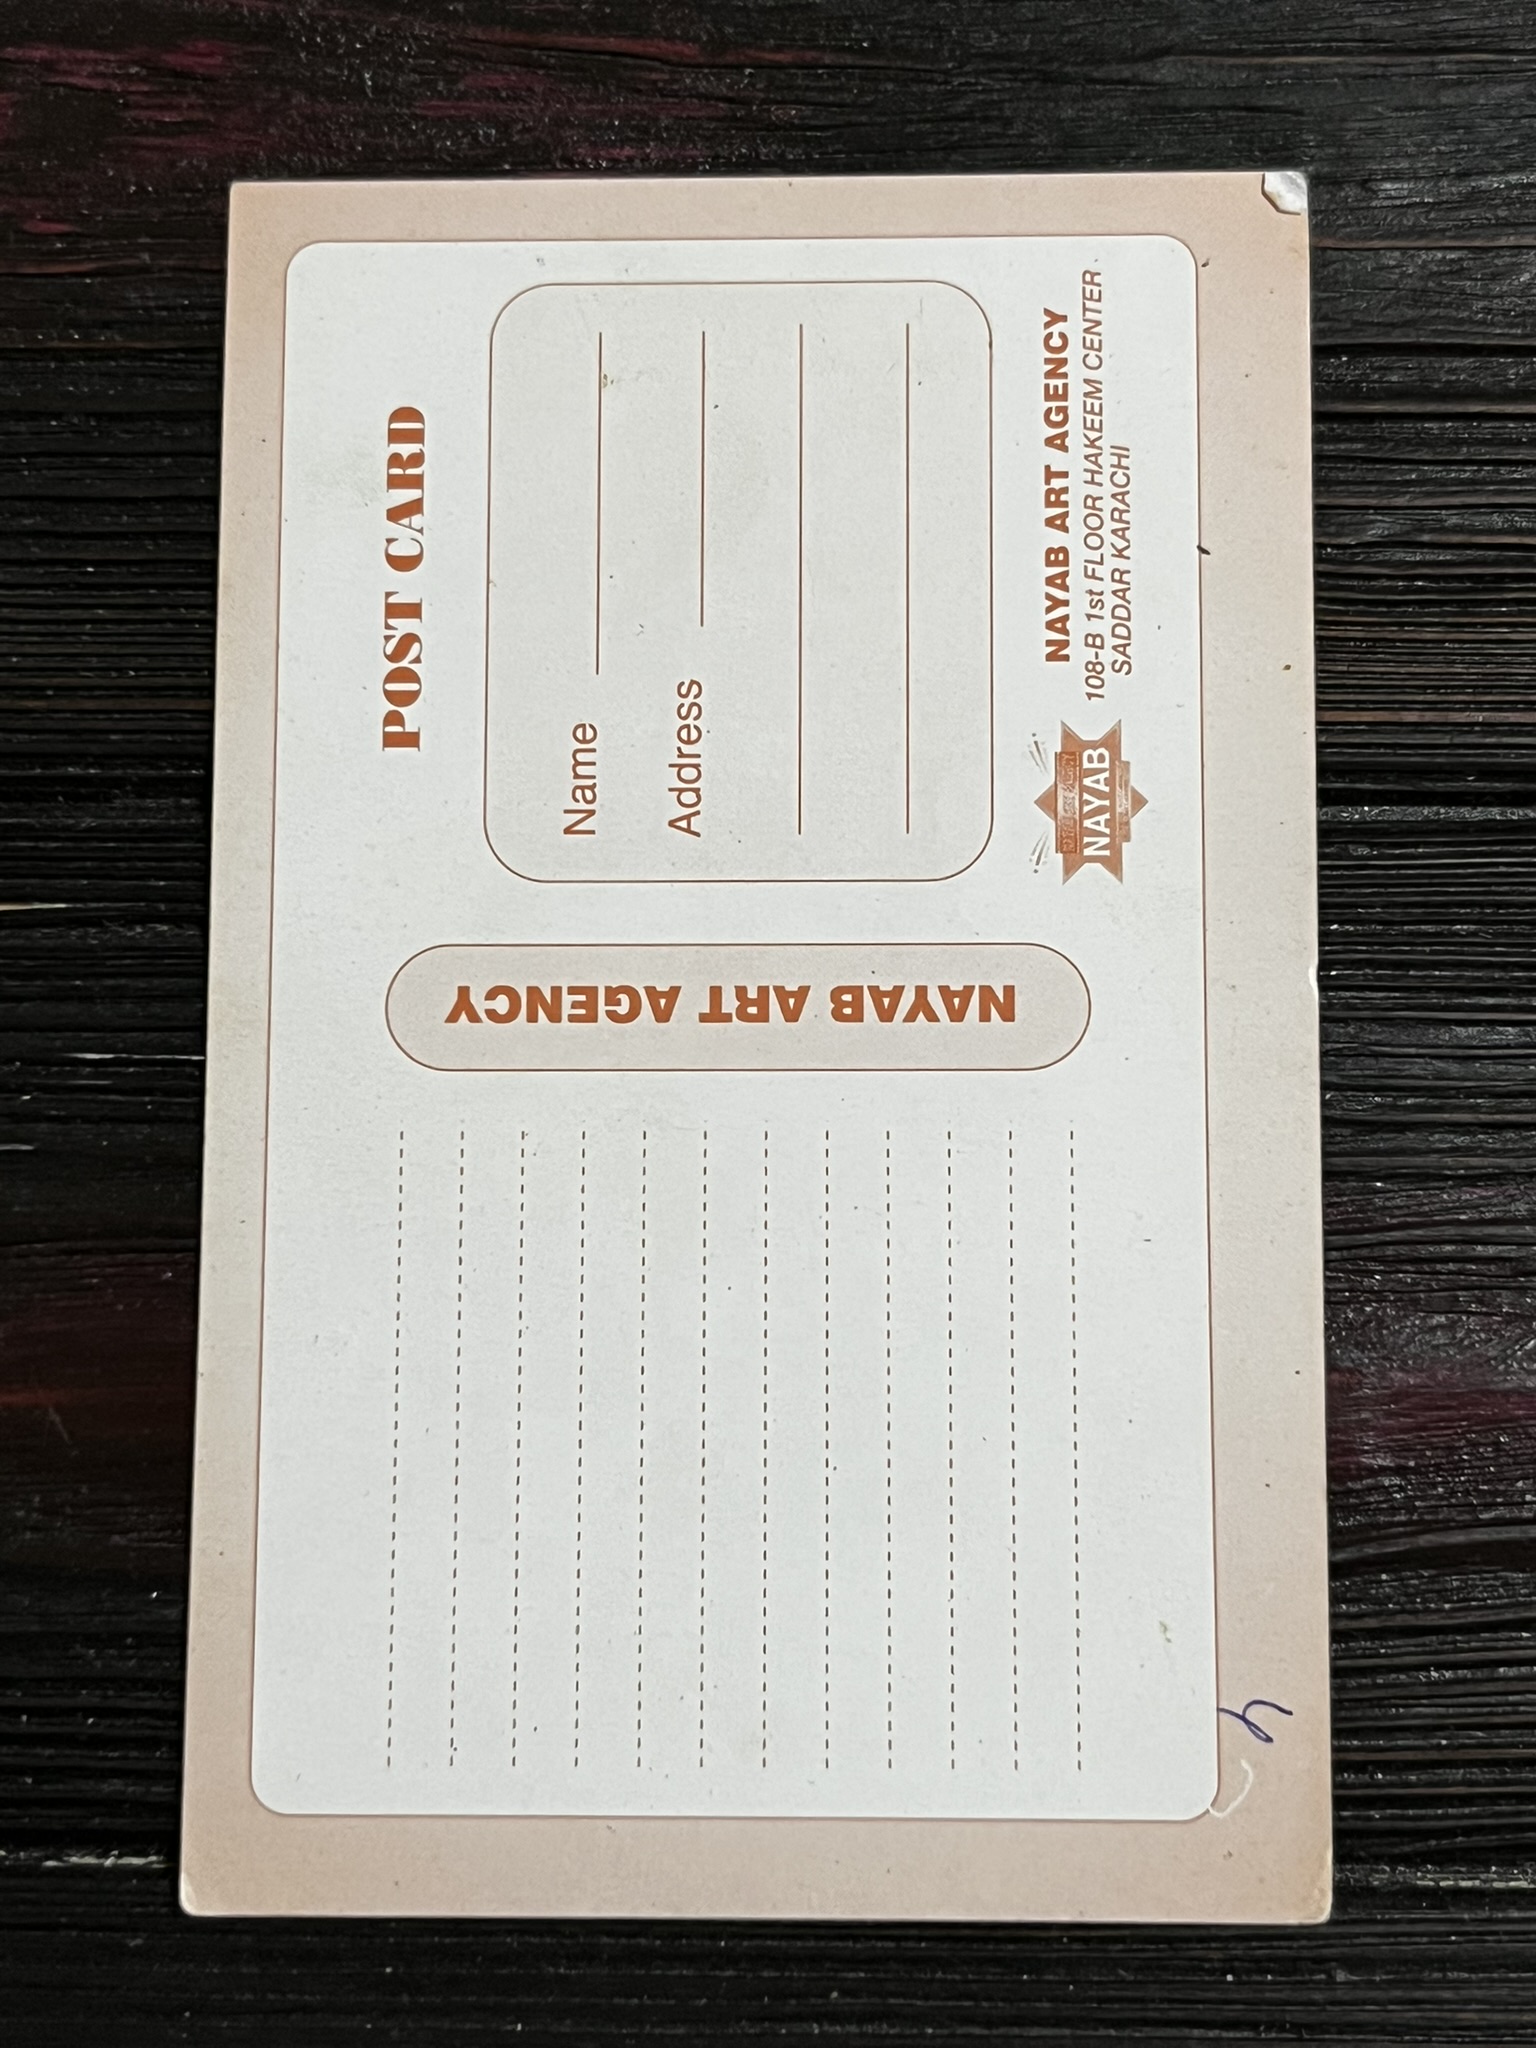 POST CARD
Name
Address
NAYAB ART AGENCY
NAYAB
NAYAB ART AGENCY
108-B 1st FLOOR HAKEEM CENTER
SADDAR KARACHI